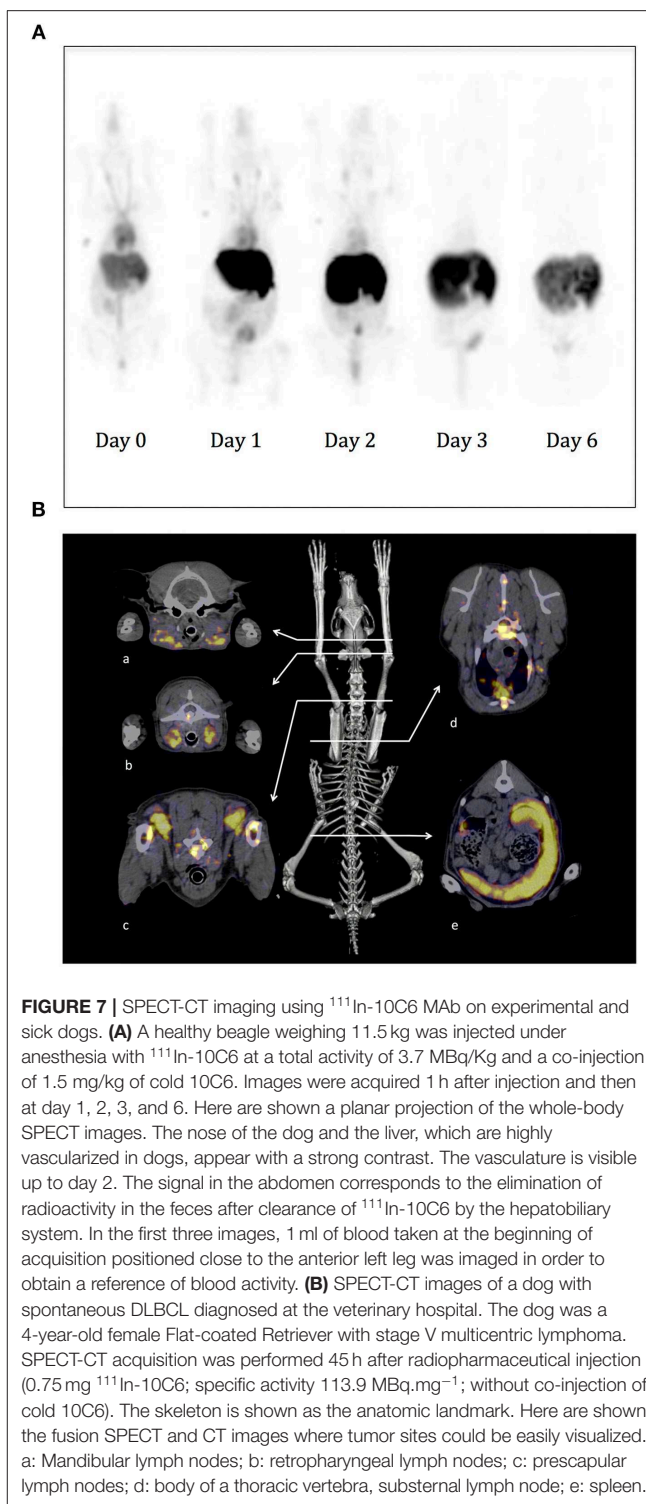 A
Day 0 Day 1 Day 2 Day 3 Day 6
B
a
b
c
d
e
FIGURE 7 | SPECT-CT imaging using ¹¹¹In-10C6 MAb on experimental and
sick dogs. (A) A healthy beagle weighing 11.5 kg was injected under
anesthesia with ¹¹¹In-10C6 at a total activity of 3.7 MBq/Kg and a co-injection
of 1.5 mg/kg of cold 10C6. Images were acquired 1 h after injection and then
at day 1, 2, 3, and 6. Here are shown a planar projection of the whole-body
SPECT images. The nose of the dog and the liver, which are highly
vascularized in dogs, appear with a strong contrast. The vasculature is visible
up to day 2. The signal in the abdomen corresponds to the elimination of
radioactivity in the feces after clearance of ¹¹¹In-10C6 by the hepatobiliary
system. In the first three images, 1 ml of blood taken at the beginning of
acquisition positioned close to the anterior left leg was imaged in order to
obtain a reference of blood activity. (B) SPECT-CT images of a dog with
spontaneous DLBCL diagnosed at the veterinary hospital. The dog was a
4-year-old female Flat-coated Retriever with stage V multicentric lymphoma.
SPECT-CT acquisition was performed 45 h after radiopharmaceutical injection
(0.75 mg ¹¹¹In-10C6; specific activity 113.9 MBq.mg⁻¹; without co-injection of
cold 10C6). The skeleton is shown as the anatomic landmark. Here are shown
the fusion SPECT and CT images where tumor sites could be easily visualized.
a: Mandibular lymph nodes; b: retropharyngeal lymph nodes; c: prescapular
lymph nodes; d: body of a thoracic vertebra, substernal lymph node; e: spleen.